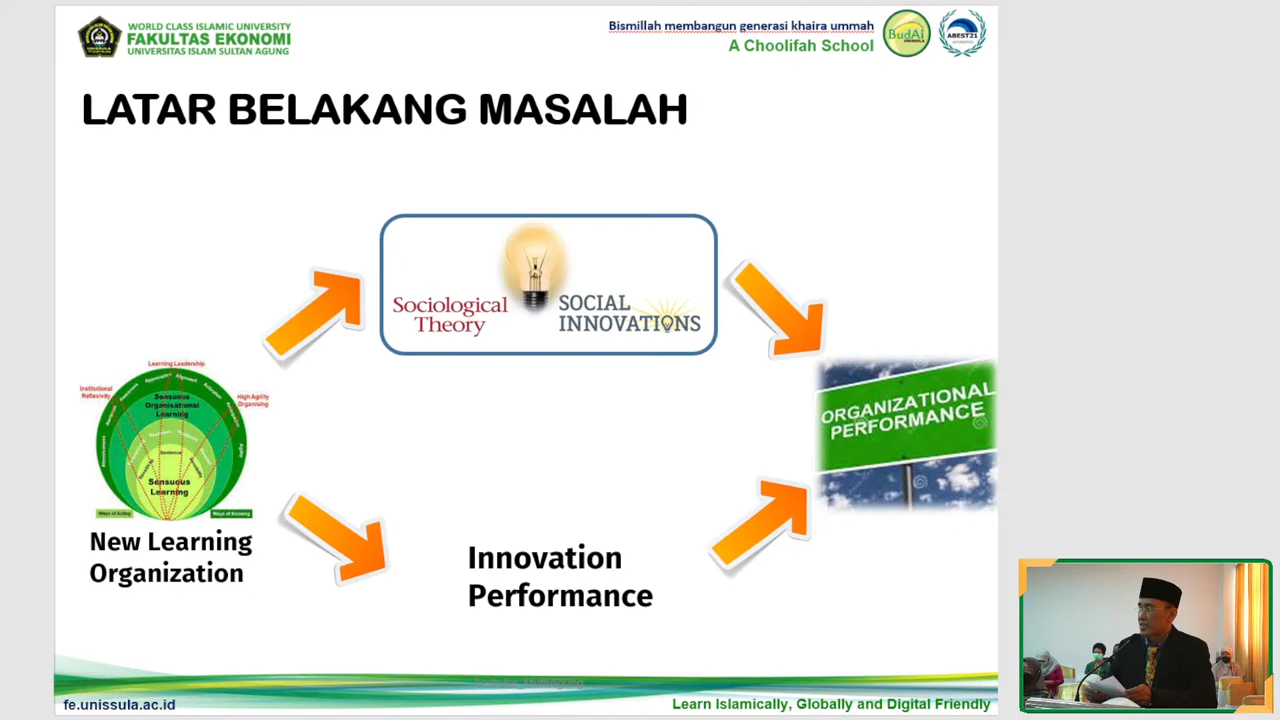 WORLD CLASS ISLAMIC UNIVERSITY
FAKULTAS EKONOMI
UNIVERSITAS ISLAM SULTAN AGUNG
Bismillah membangun generasi khaira ummah
A Choolifah School
BudAi
UNISSULA
ABEST21
LATAR BELAKANG MASALAH
Sociological
Theory
SOCIAL
INNOVATIONS
Learning Leadership
Institutional
Reflexivity
High Agility
Organising
Sensuous
Organisational
Learning
Sensuous
Learning
Ways of Acting
Ways of Knowing
New Learning
Organization
Innovation
Performance
ORGANIZATIONAL
PERFORMANCE
fe.unissula.ac.id
Learn Islamically, Globally and Digital Friendly